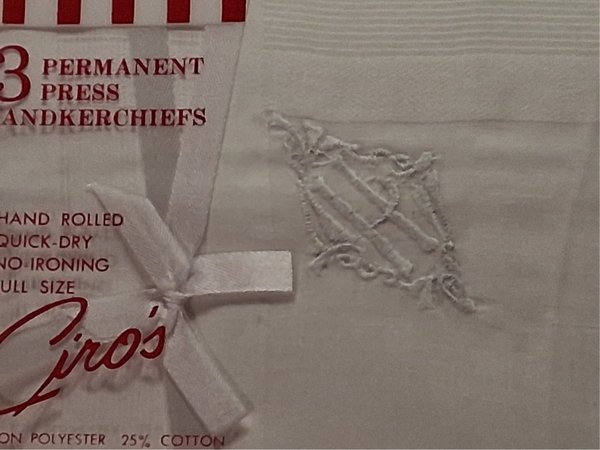 3 PERMANENT
PRESS
ANDKERCHIEFS
HAND ROLLED
QUICK-DRY
NO IRONING
ULL SIZE
Ciro's
ON POLYESTER 25% COTTON